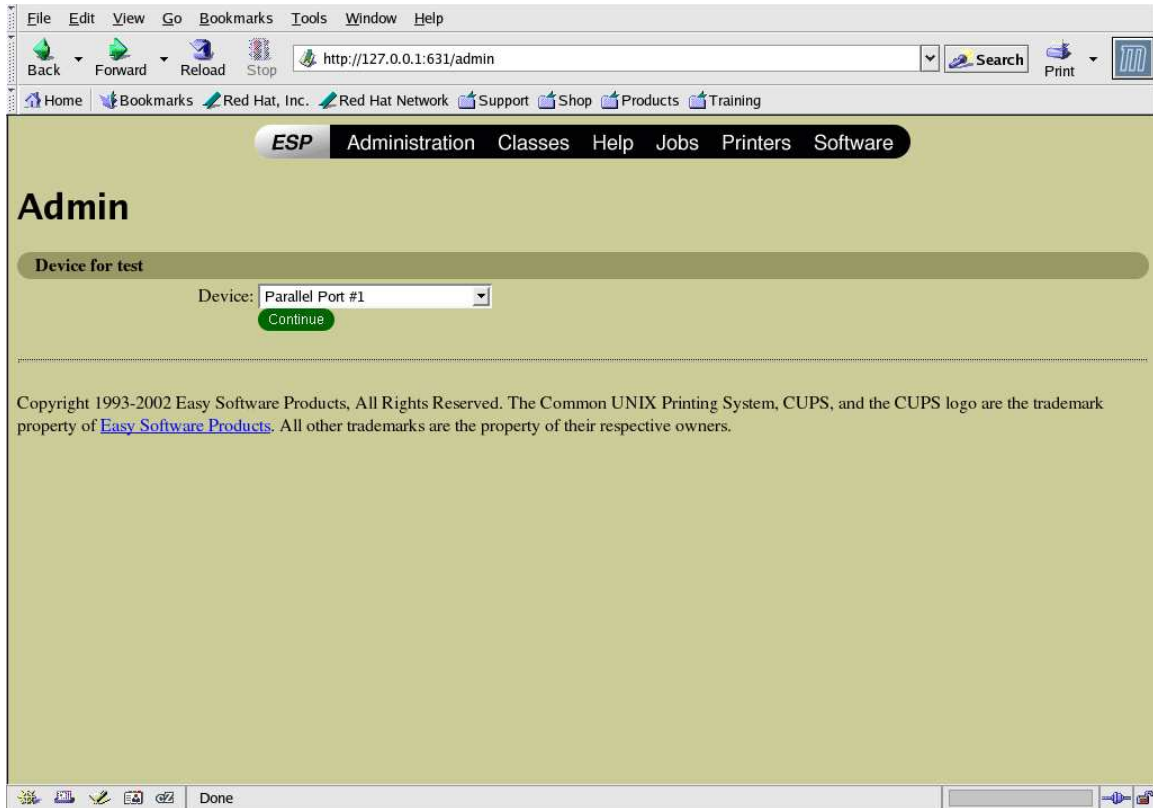 File Edit View Go Bookmarks Tools Window Help
Back Forward Reload Stop http://127.0.0.1:631/admin Search Print
Home Bookmarks Red Hat, Inc. Red Hat Network Support Shop Products Training
ESP Administration Classes Help Jobs Printers Software
Admin
Device for test
Device: Parallel Port #1
Continue
Copyright 1993-2002 Easy Software Products, All Rights Reserved. The Common UNIX Printing System, CUPS, and the CUPS logo are the trademark
property of Easy Software Products. All other trademarks are the property of their respective owners.
Done